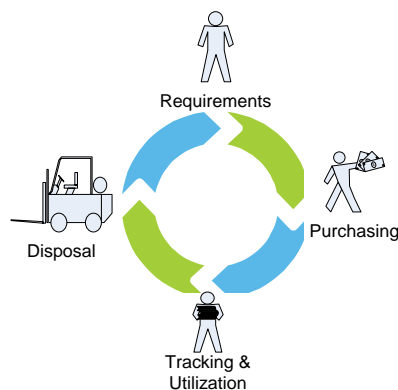 Requirements
Purchasing
Disposal
Tracking &
Utilization